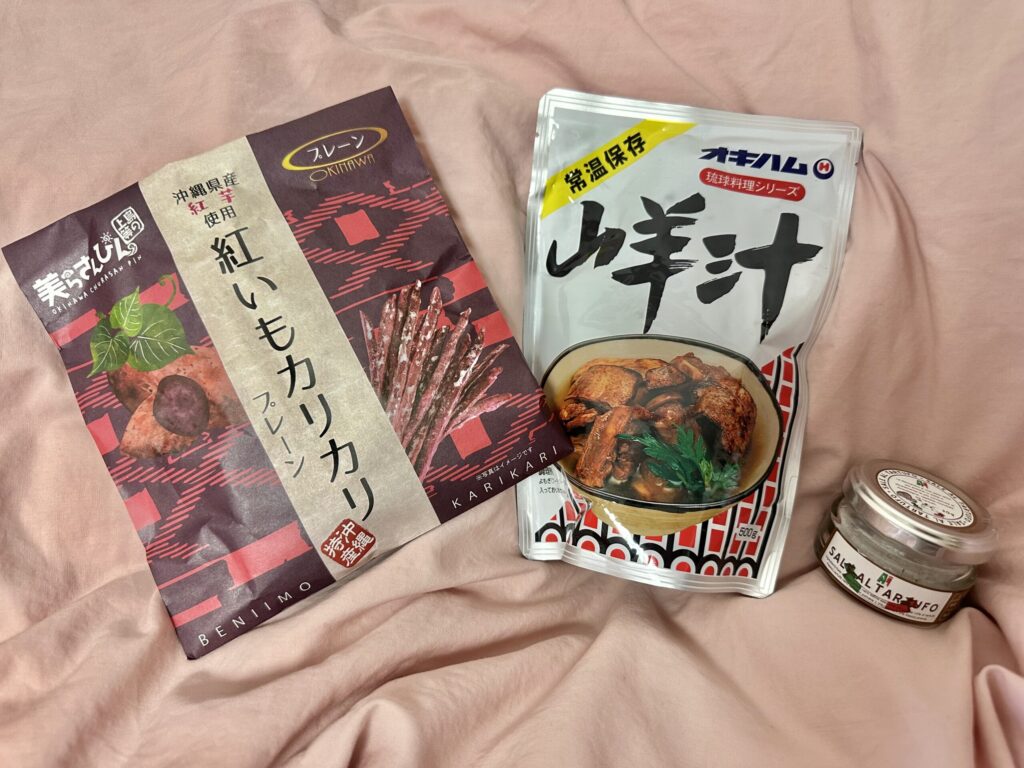 プレーン
OKINAWA
沖縄県産
紅芋
使用
美らさんぴん
OKINAWA CHURASAN PIN
紅いもカリカリ
プレーン
※写真はイメージです
沖縄
特産
BENIIMO
KARIKARI
常温保存
オキハム
琉球料理シリーズ
山羊汁
500g
SALE AL TARTUFO